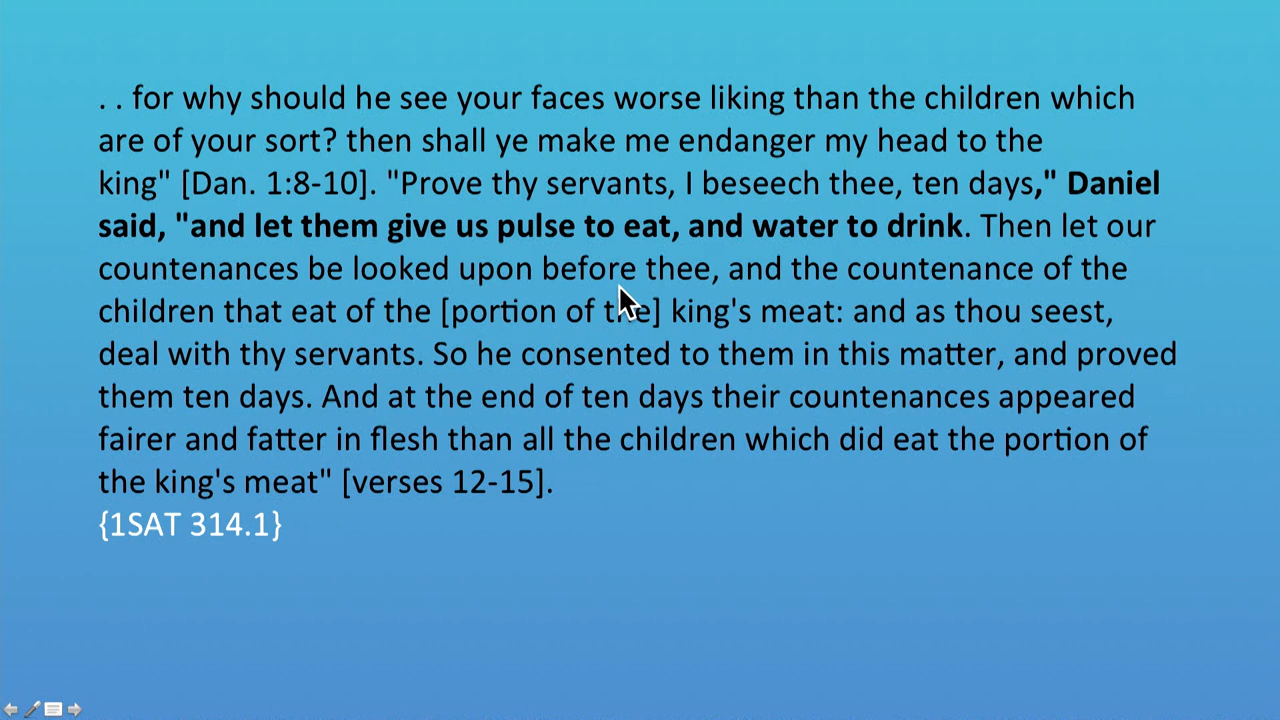 . . for why should he see your faces worse liking than the children which
are of your sort? then shall ye make me endanger my head to the
king" [Dan. 1:8-10]. "Prove thy servants, I beseech thee, ten days," Daniel
said, "and let them give us pulse to eat, and water to drink. Then let our
countenances be looked upon before thee, and the countenance of the
children that eat of the [portion of the] king's meat: and as thou seest,
deal with thy servants. So he consented to them in this matter, and proved
them ten days. And at the end of ten days their countenances appeared
fairer and fatter in flesh than all the children which did eat the portion of
the king's meat" [verses 12-15].
{1SAT 314.1}